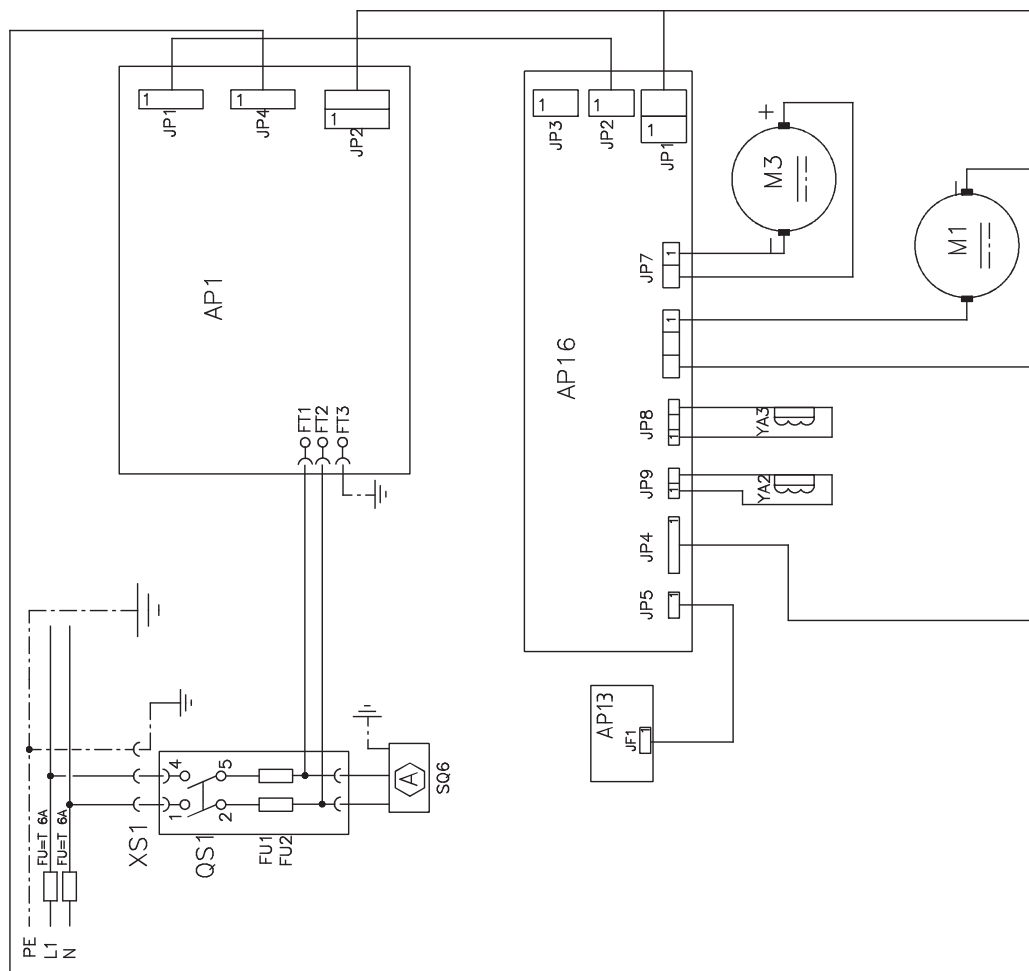 1
JP1
1
JP4
1
JP2
AP1
FT1
FT2
FT3
1
JP3
1
JP2
1
JP1
+
M3
M1
JP7
1
1
AP16
JP8
1
YA3
JP9
1
YA2
JP4
1
JP5
1
AP13
JF1
1
XS1
4
5
1
2
QS1
FU1
FU2
A
SQ6
FU=T 6A
FU=T 6A
PE
L1
N